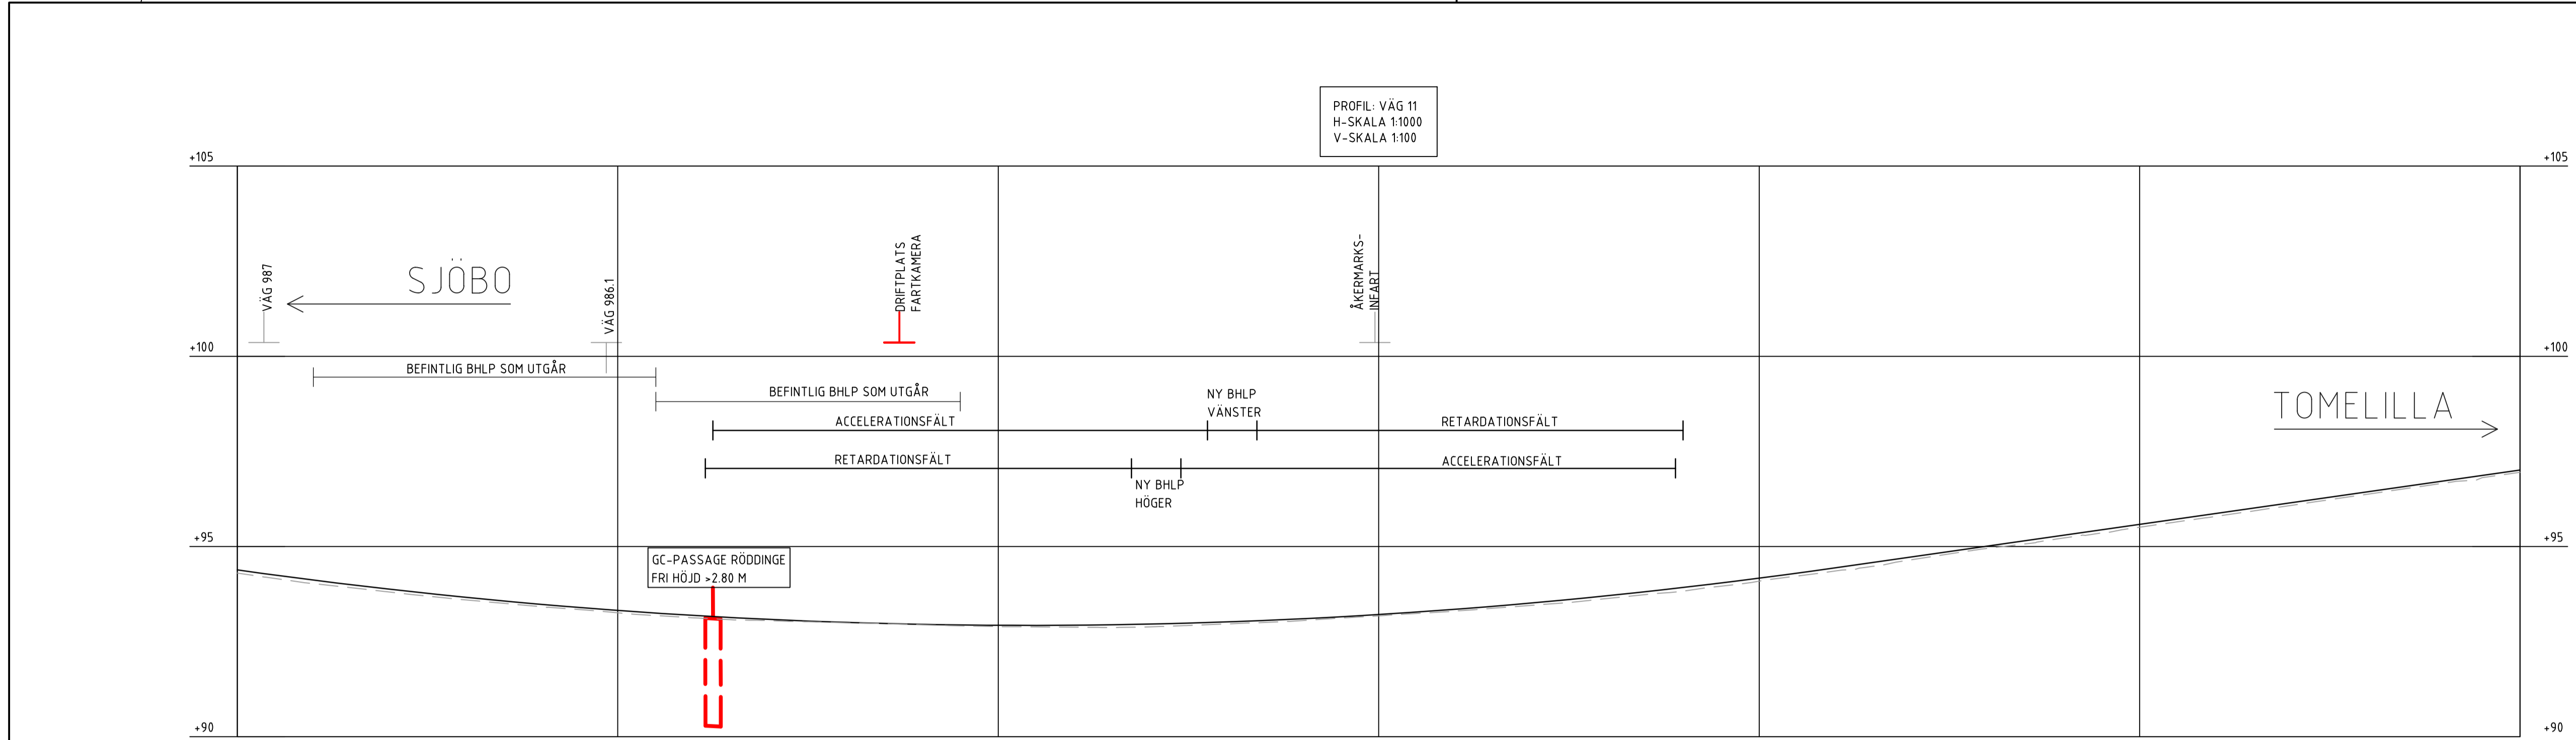 PROFIL: VÄG 11
H-SKALA 1:1000
V-SKALA 1:100
+105
+105
VÄG 987
SJÖBO
VÄG 986.1
DRIFTPLATS
FARTKAMERA
ÅKERMARKS-
INFART
+100
+100
BEFINTLIG BHLP SOM UTGÅR
BEFINTLIG BHLP SOM UTGÅR
NY BHLP
VÄNSTER
TOMELILLA
ACCELERATIONSFÄLT
RETARDATIONSFÄLT
RETARDATIONSFÄLT
ACCELERATIONSFÄLT
NY BHLP
HÖGER
+95
+95
GC-PASSAGE RÖDDINGE
FRI HÖJD >2.80 M
+90
+90